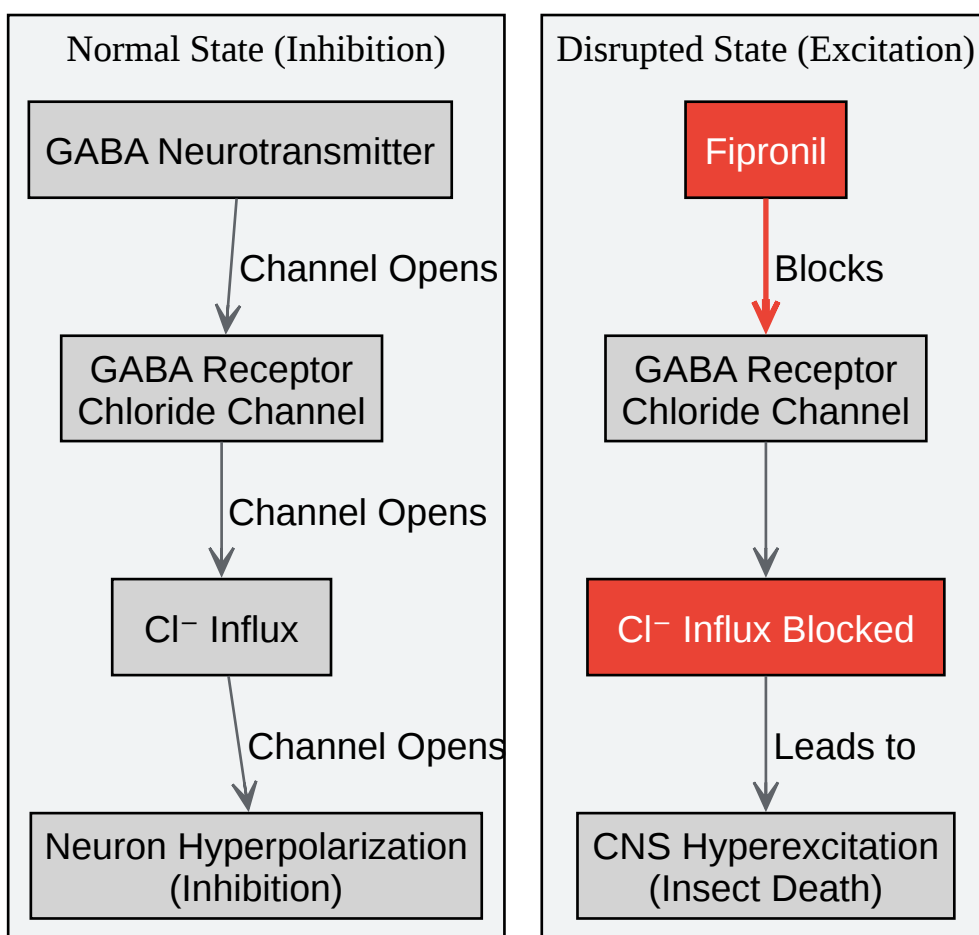 Normal State (Inhibition)
GABA Neurotransmitter
Channel Opens
GABA Receptor
Chloride Channel
Channel Opens
Cl⁻ Influx
Channel Opens
Neuron Hyperpolarization
(Inhibition)
Disrupted State (Excitation)
Fipronil
Blocks
GABA Receptor
Chloride Channel
Cl⁻ Influx Blocked
Leads to
CNS Hyperexcitation
(Insect Death)